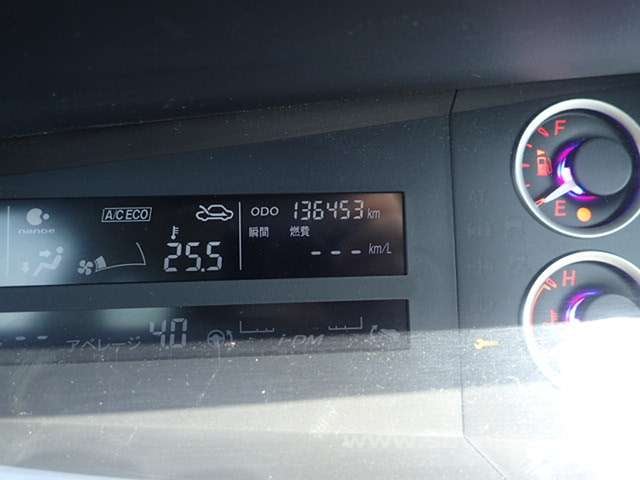 nanoe
A/C ECO
25.5
ODO 136453 km
瞬間 燃費
--- km/L
アベレージ 4.0
i-DM
F
E
H